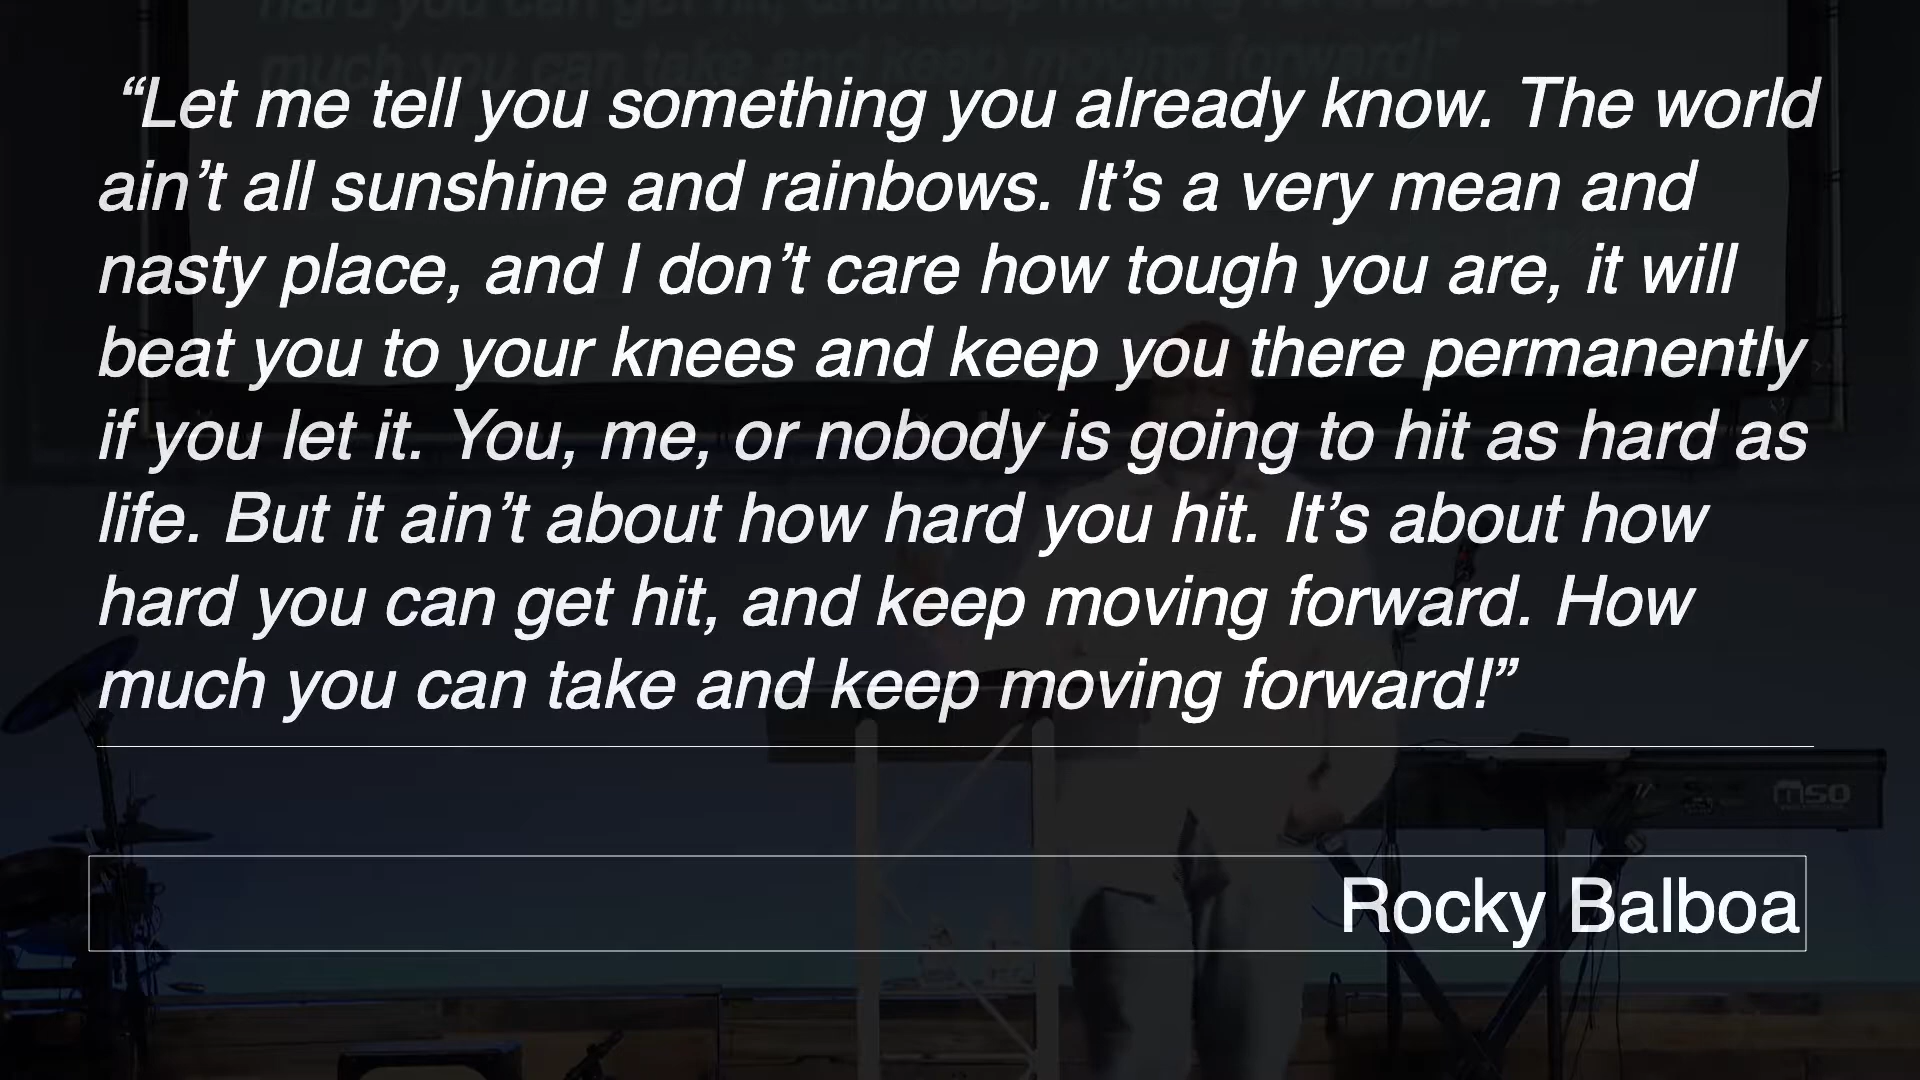 “Let me tell you something you already know. The world
ain’t all sunshine and rainbows. It’s a very mean and
nasty place, and I don’t care how tough you are, it will
beat you to your knees and keep you there permanently
if you let it. You, me, or nobody is going to hit as hard as
life. But it ain’t about how hard you hit. It’s about how
hard you can get hit, and keep moving forward. How
much you can take and keep moving forward!”
Rocky Balboa